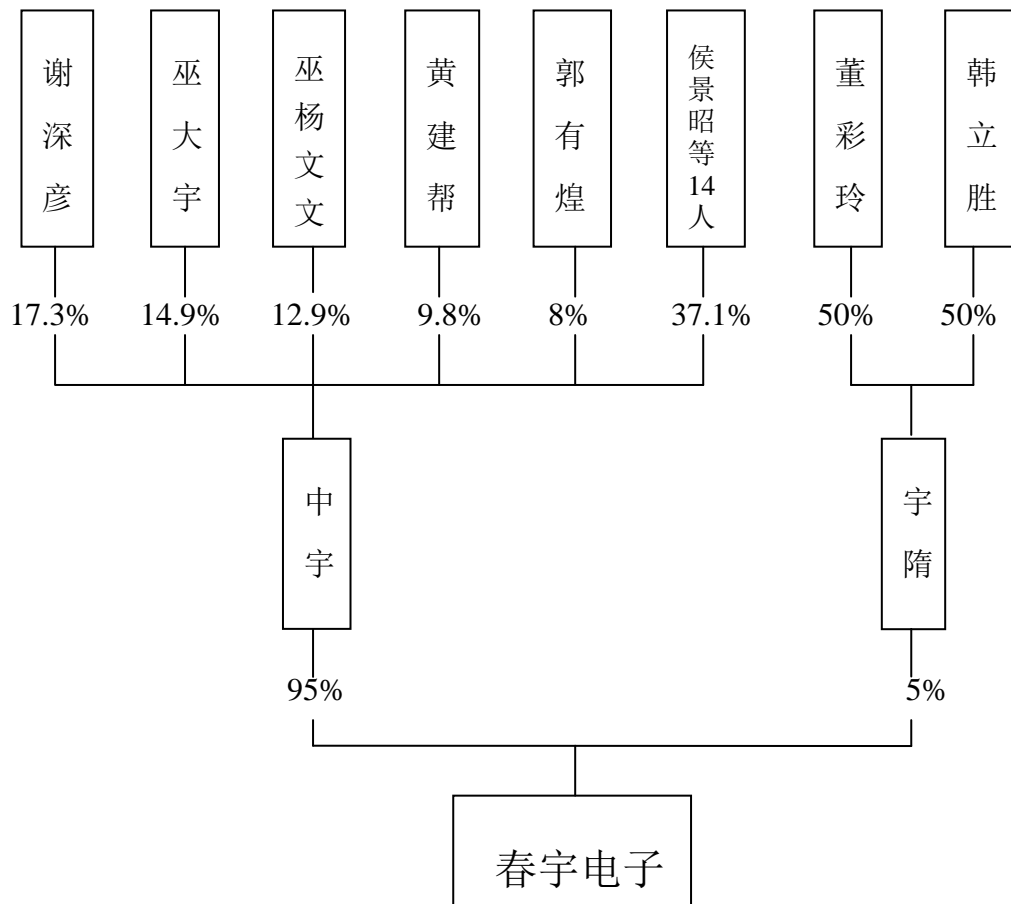 谢深彦
巫大宇
巫杨文文
黄建帮
郭有煌
侯景昭等14人
董彩玲
韩立胜
17.3%
14.9%
12.9%
9.8%
8%
37.1%
50%
50%
中宇
宇隋
95%
5%
春宇电子